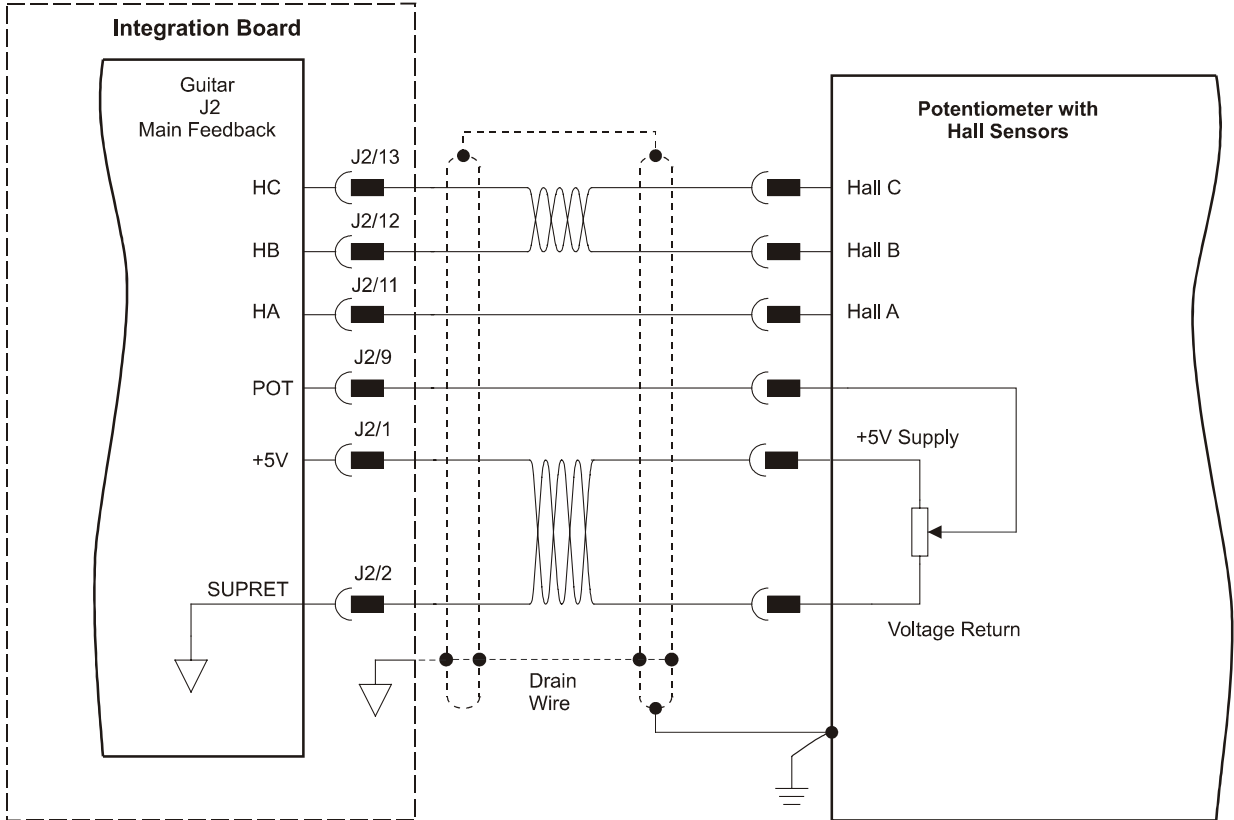 Integration Board
Guitar
J2
Main Feedback
Potentiometer with
Hall Sensors
HC
J2/13
Hall C
HB
J2/12
Hall B
HA
J2/11
Hall A
POT
J2/9
+5V
J2/1
+5V Supply
SUPRET
J2/2
Voltage Return
Drain
Wire